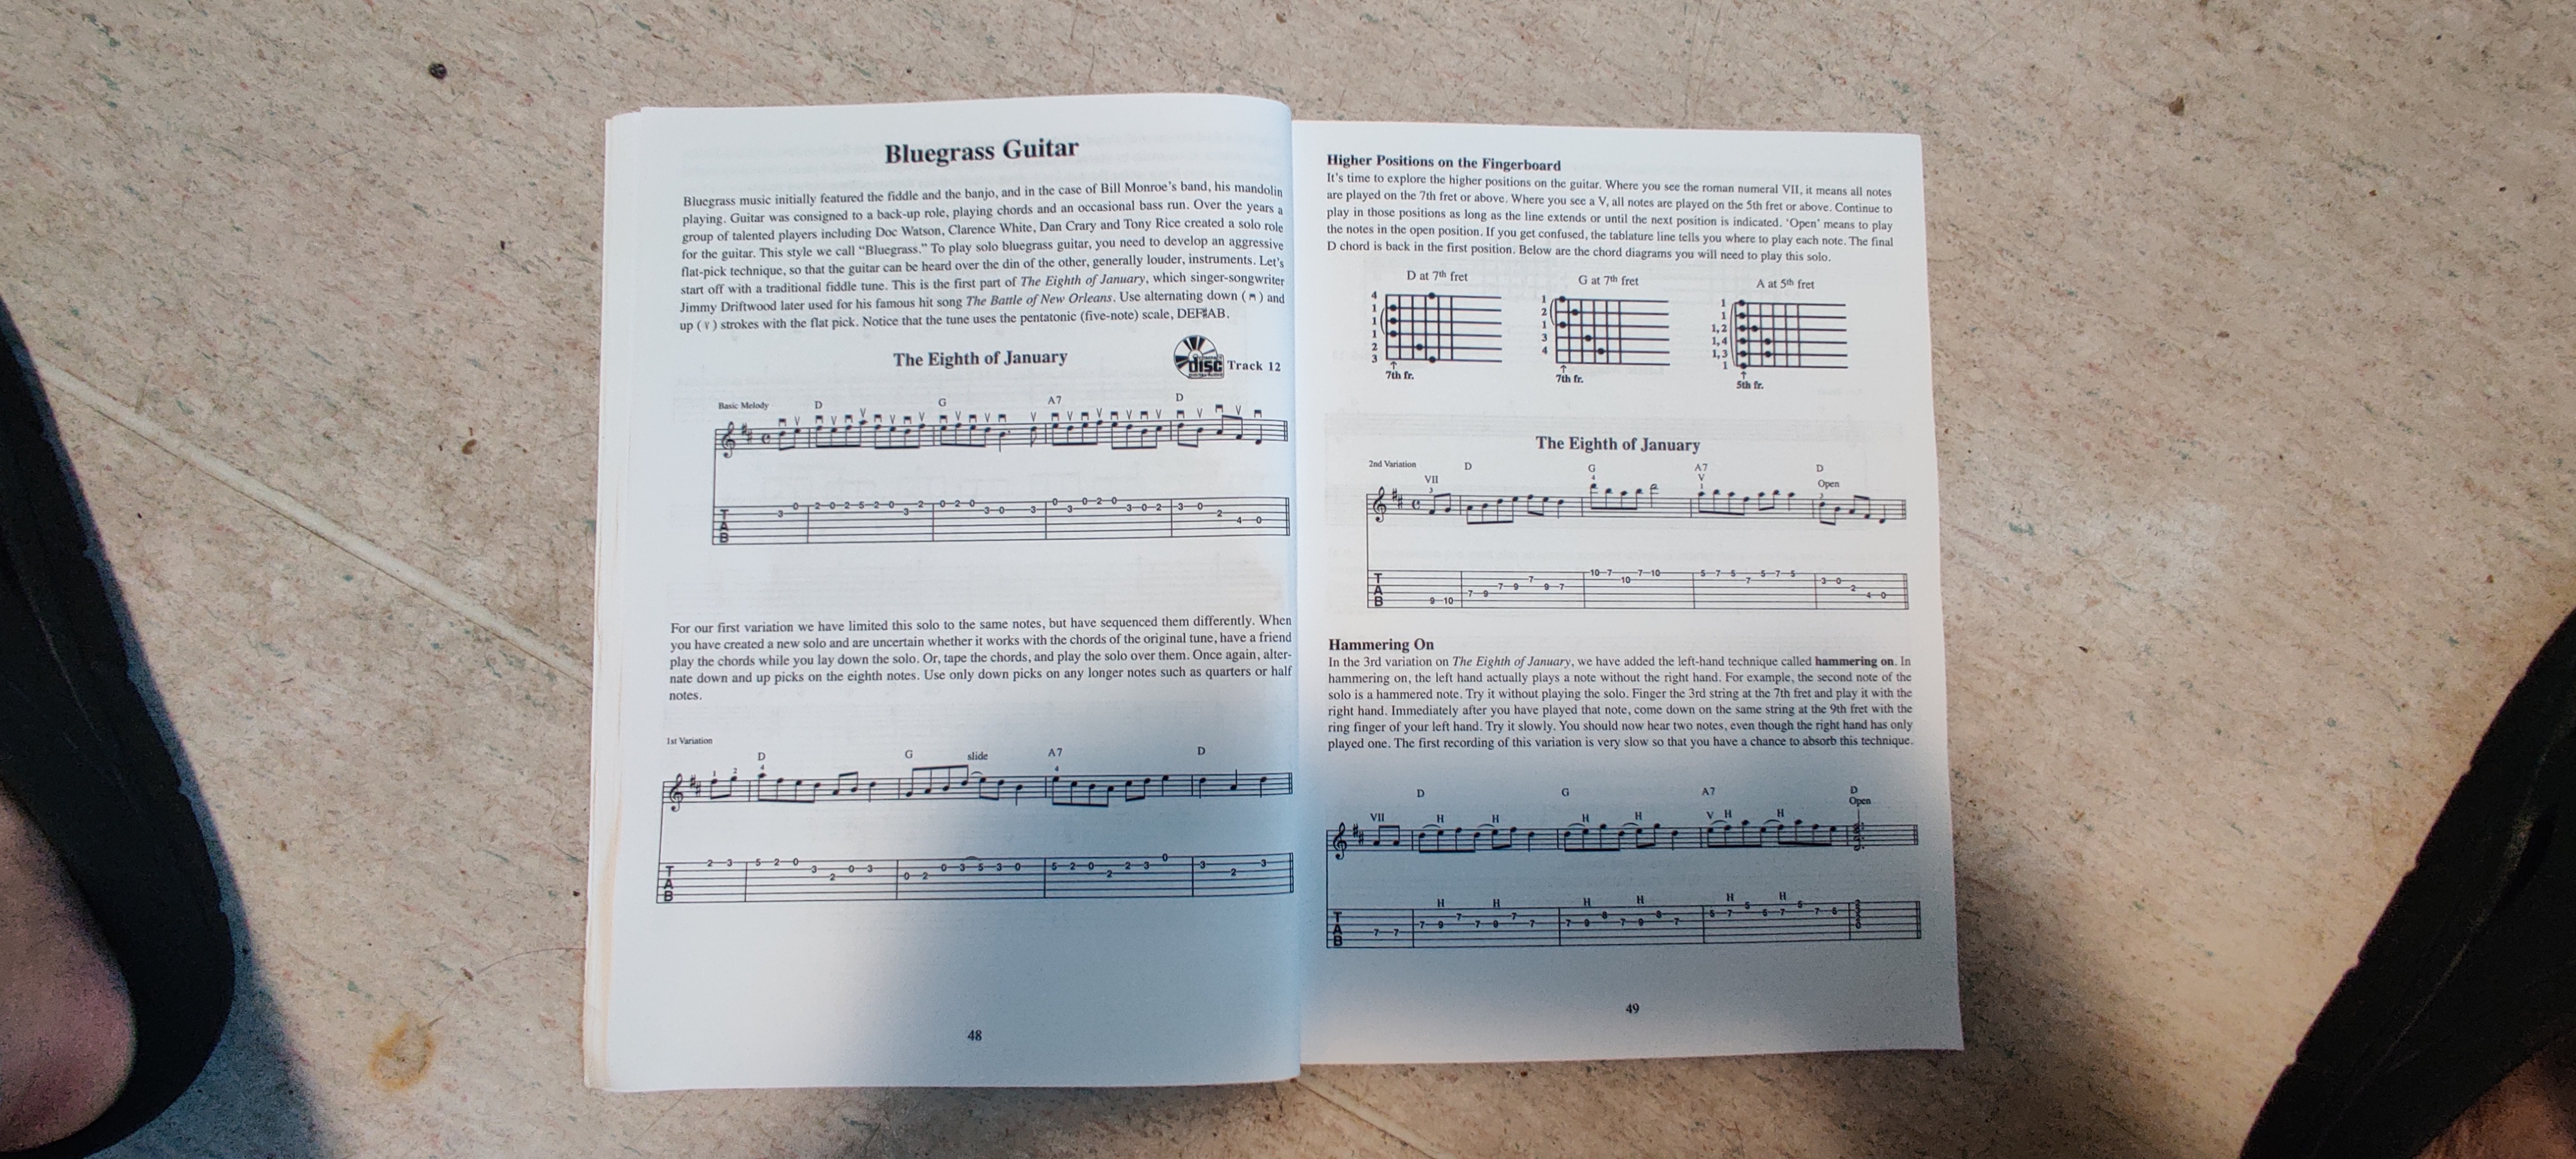 Bluegrass Guitar
Bluegrass music initially featured the fiddle and the banjo, and in the case of Bill Monroe's band, his mandolin
playing. Guitar was consigned to a back-up role, playing chords and an occasional bass run. Over the years a
group of talented players including Doc Watson, Clarence White, Dan Crary and Tony Rice created a solo role
for the guitar. This style we call "Bluegrass." To play solo bluegrass guitar, you need to develop an aggressive
flat-pick technique, so that the guitar can be heard over the din of the other, generally louder, instruments. Let's
start off with a traditional fiddle tune. This is the first part of The Eighth of January, which singer-songwriter
Jimmy Driftwood later used for his famous hit song The Battle of New Orleans. Use alternating down ( ⊓ ) and
up ( V ) strokes with the flat pick. Notice that the tune uses the pentatonic (five-note) scale, DEF#AB.
The Eighth of January
disc Track 12
Basic Melody
D G A7 D
T
A
B
For our first variation we have limited this solo to the same notes, but have sequenced them differently. When
you have created a new solo and are uncertain whether it works with the chords of the original tune, have a friend
play the chords while you lay down the solo. Or, tape the chords, and play the solo over them. Once again, alter-
nate down and up picks on the eighth notes. Use only down picks on any longer notes such as quarters or half
notes.
1st Variation
D G slide A7 D
T
A
B
48
Higher Positions on the Fingerboard
It's time to explore the higher positions on the guitar. Where you see the roman numeral VII, it means all notes
are played on the 7th fret or above. Where you see a V, all notes are played on the 5th fret or above. Continue to
play in those positions as long as the line extends or until the next position is indicated. "Open" means to play
the notes in the open position. If you get confused, the tablature line tells you where to play each note. The final
D chord is back in the first position. Below are the chord diagrams you will need to play this solo.
D at 7th fret G at 7th fret A at 5th fret
7th fr. 7th fr. 5th fr.
The Eighth of January
2nd Variation
D G A7 D
VII V Open
T
A
B
Hammering On
In the 3rd variation on The Eighth of January, we have added the left-hand technique called hammering on. In
hammering on, the left hand actually plays a note without the right hand. For example, the second note of the
solo is a hammered note. Try it without playing the solo. Finger the 3rd string at the 7th fret and play it with the
right hand. Immediately after you have played that note, come down on the same string at the 9th fret with the
ring finger of your left hand. Try it slowly. You should now hear two notes, even though the right hand has only
played one. The first recording of this variation is very slow so that you have a chance to absorb this technique.
D G A7 D
VII H H H H V H H Open
H H H H H H
T
A
B
49